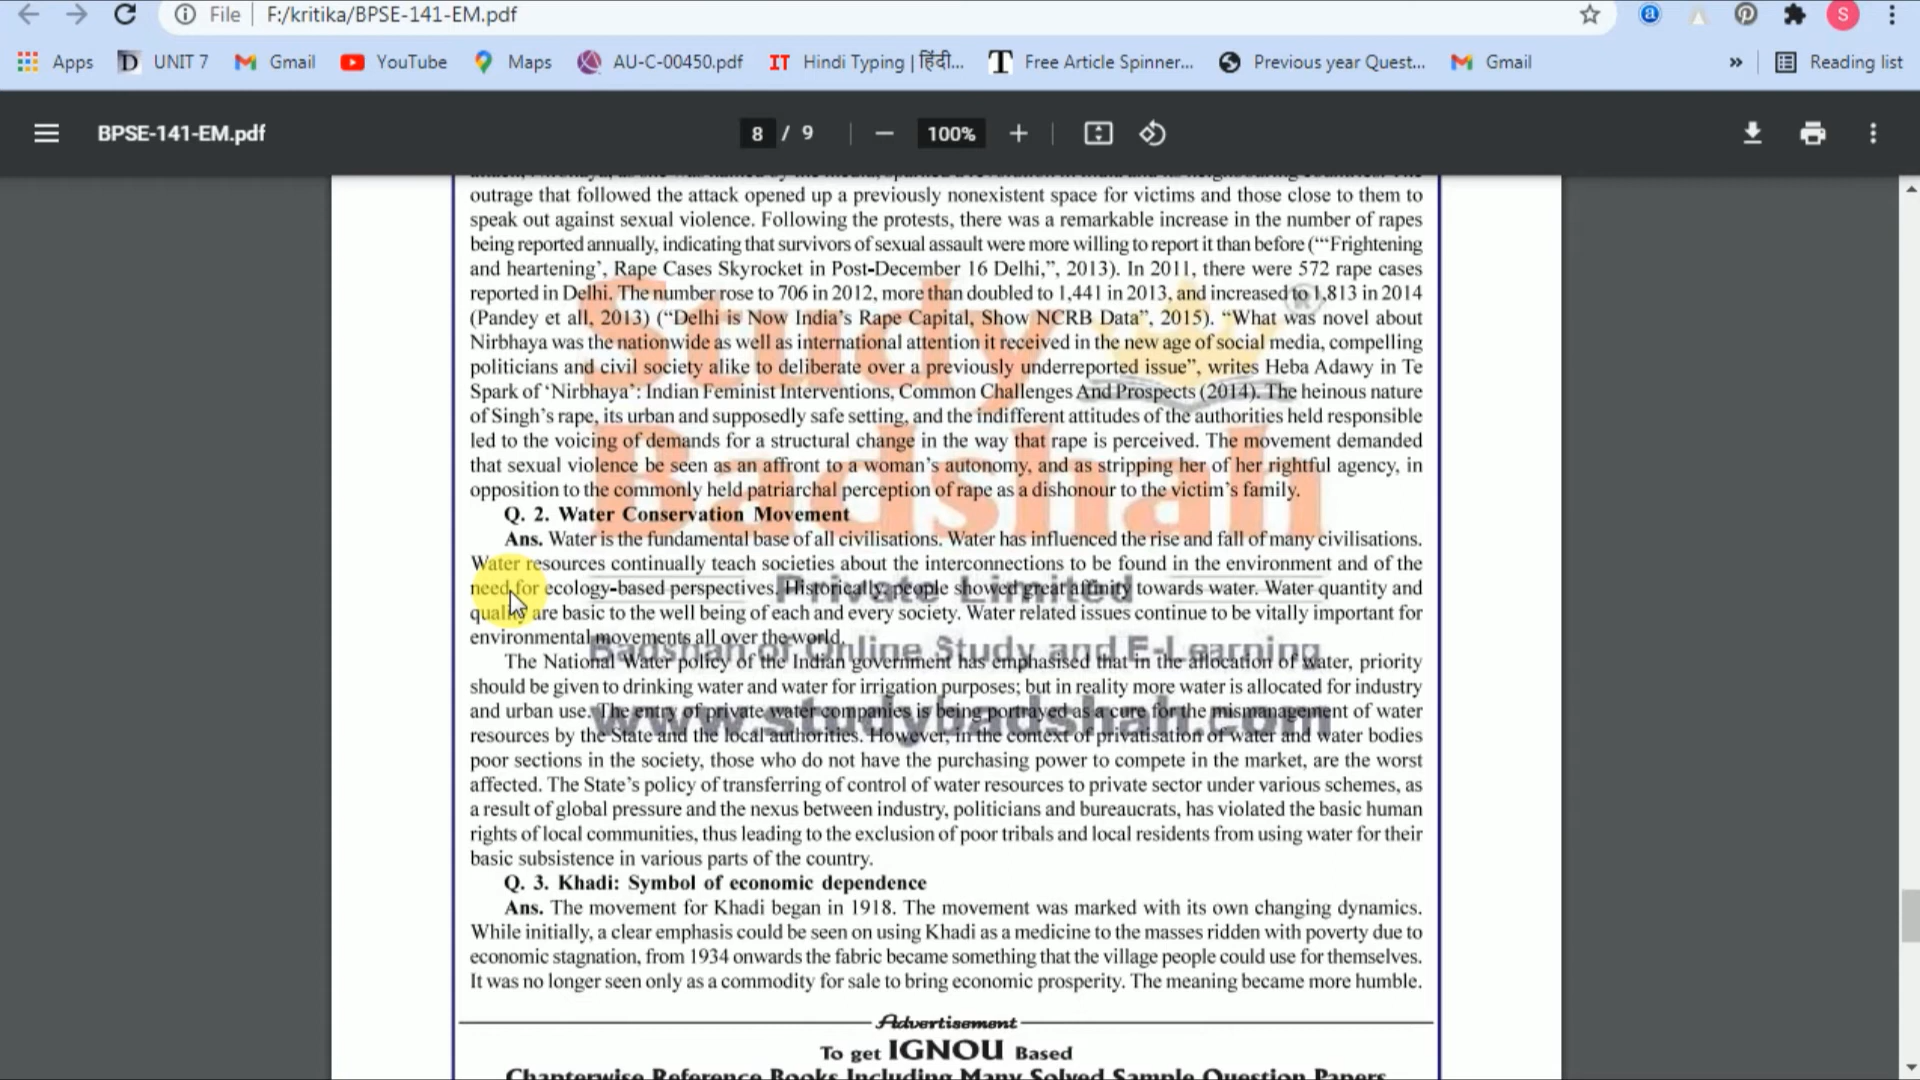 File F:/kritika/BPSE-141-EM.pdf
S
Apps UNIT 7 Gmail YouTube Maps AU-C-00450.pdf IT Hindi Typing | हिंदी... T Free Article Spinner... Previous year Quest... Gmail » Reading list
BPSE-141-EM.pdf 8 / 9 100%
outrage that followed the attack opened up a previously nonexistent space for victims and those close to them to
speak out against sexual violence. Following the protests, there was a remarkable increase in the number of rapes
being reported annually, indicating that survivors of sexual assault were more willing to report it than before (“‘Frightening
and heartening’, Rape Cases Skyrocket in Post-December 16 Delhi,”, 2013). In 2011, there were 572 rape cases
reported in Delhi. The number rose to 706 in 2012, more than doubled to 1,441 in 2013, and increased to 1,813 in 2014
(Pandey et all, 2013) (“Delhi is Now India’s Rape Capital, Show NCRB Data”, 2015). “What was novel about
Nirbhaya was the nationwide as well as international attention it received in the new age of social media, compelling
politicians and civil society alike to deliberate over a previously underreported issue”, writes Heba Adawy in Te
Spark of ‘Nirbhaya’: Indian Feminist Interventions, Common Challenges And Prospects (2014). The heinous nature
of Singh’s rape, its urban and supposedly safe setting, and the indifferent attitudes of the authorities held responsible
led to the voicing of demands for a structural change in the way that rape is perceived. The movement demanded
that sexual violence be seen as an affront to a woman’s autonomy, and as stripping her of her rightful agency, in
opposition to the commonly held patriarchal perception of rape as a dishonour to the victim’s family.
Q. 2. Water Conservation Movement
Ans. Water is the fundamental base of all civilisations. Water has influenced the rise and fall of many civilisations.
Water resources continually teach societies about the interconnections to be found in the environment and of the
need for ecology-based perspectives. Historically, people showed great affinity towards water. Water quantity and
quality are basic to the well being of each and every society. Water related issues continue to be vitally important for
environmental movements all over the world.
The National Water policy of the Indian government has emphasised that in the allocation of water, priority
should be given to drinking water and water for irrigation purposes; but in reality more water is allocated for industry
and urban use. The entry of private water companies is being portrayed as a cure for the mismanagement of water
resources by the State and the local authorities. However, in the context of privatisation of water and water bodies
poor sections in the society, those who do not have the purchasing power to compete in the market, are the worst
affected. The State’s policy of transferring of control of water resources to private sector under various schemes, as
a result of global pressure and the nexus between industry, politicians and bureaucrats, has violated the basic human
rights of local communities, thus leading to the exclusion of poor tribals and local residents from using water for their
basic subsistence in various parts of the country.
Q. 3. Khadi: Symbol of economic dependence
Ans. The movement for Khadi began in 1918. The movement was marked with its own changing dynamics.
While initially, a clear emphasis could be seen on using Khadi as a medicine to the masses ridden with poverty due to
economic stagnation, from 1934 onwards the fabric became something that the village people could use for themselves.
It was no longer seen only as a commodity for sale to bring economic prosperity. The meaning became more humble.
Advertisement
To get IGNOU Based
Chapterwise Reference Books Including Many Solved Sample Question Papers
Study
Badshah
®
Private Limited
Badshah of Online Study and E-Learning
www.studybadshah.com